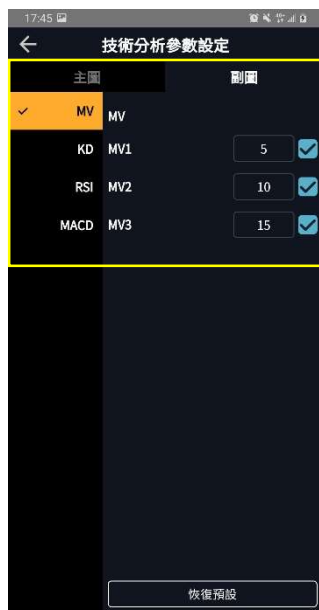 17:45
技術分析參數設定
主圖 副圖
MV MV
KD MV1 5
RSI MV2 10
MACD MV3 15
恢復預設